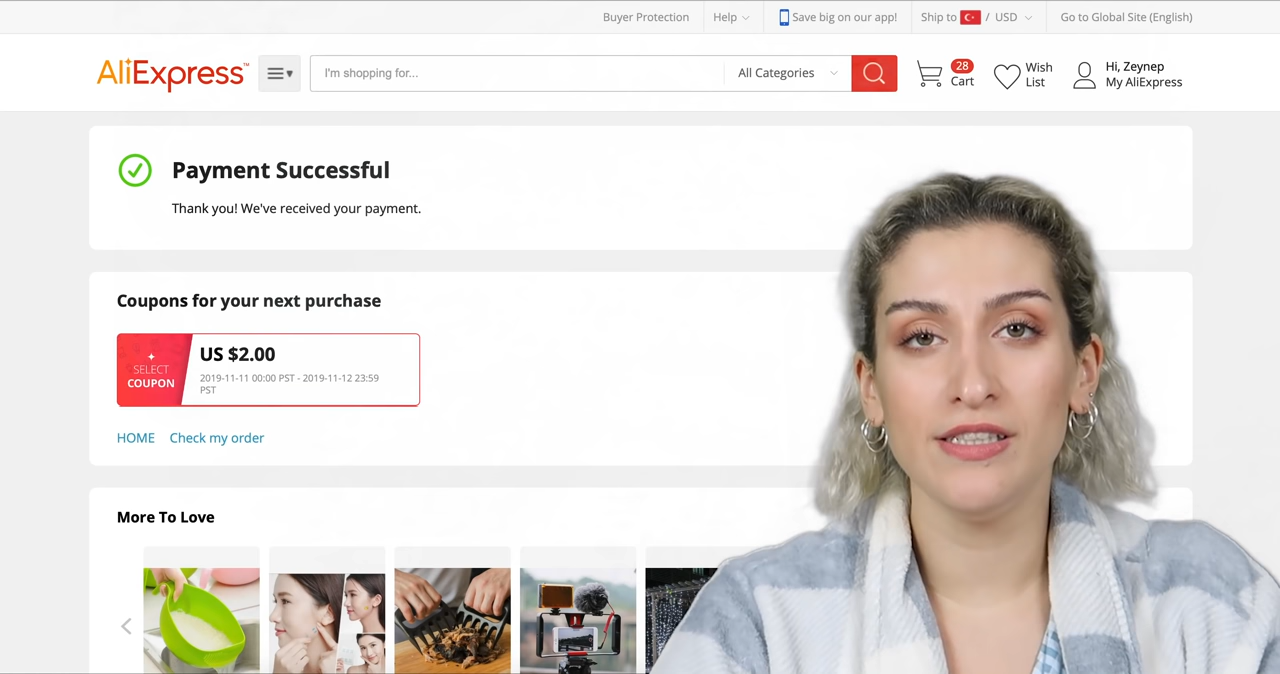 Buyer Protection
Help
Save big on our app!
Ship to / USD
Go to Global Site (English)
AliExpress™
I'm shopping for...
All Categories
28
Cart
Wish
List
Hi, Zeynep
My AliExpress
Payment Successful
Thank you! We've received your payment.
Coupons for your next purchase
SELECT
COUPON
US $2.00
2019-11-11 00:00 PST - 2019-11-12 23:59
PST
HOME
Check my order
More To Love